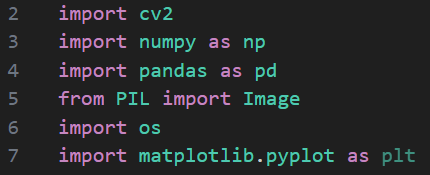 2 import cv2
3 import numpy as np
4 import pandas as pd
5 from PIL import Image
6 import os
7 import matplotlib.pyplot as plt